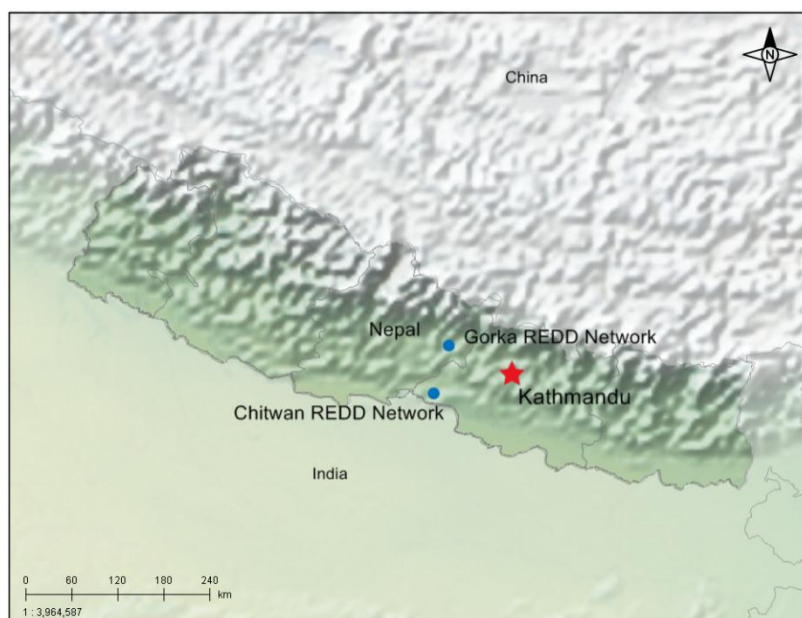 China
N
Nepal
Gorka REDD Network
Kathmandu
Chitwan REDD Network
India
0 60 120 180 240
km
1 : 3,964,587